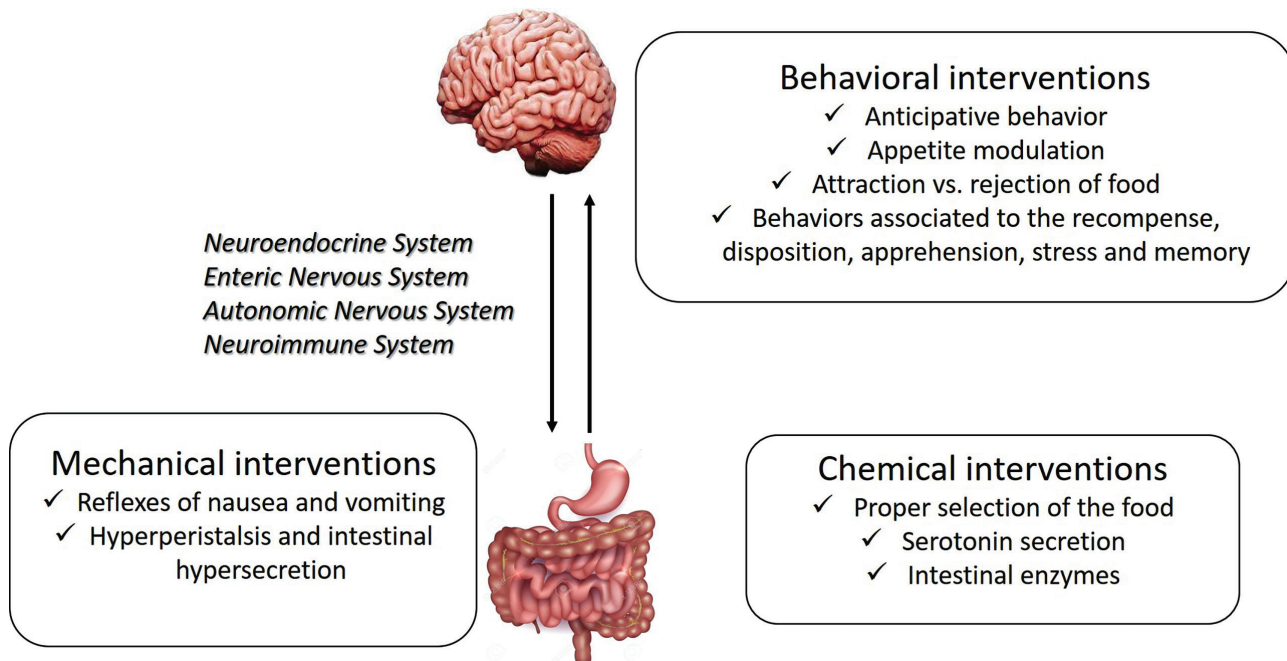 Behavioral interventions
✓ Anticipative behavior
✓ Appetite modulation
✓ Attraction vs. rejection of food
✓ Behaviors associated to the recompense,
disposition, apprehension, stress and memory
Neuroendocrine System
Enteric Nervous System
Autonomic Nervous System
Neuroimmune System
Mechanical interventions
✓ Reflexes of nausea and vomiting
✓ Hyperperistalsis and intestinal
hypersecretion
Chemical interventions
✓ Proper selection of the food
✓ Serotonin secretion
✓ Intestinal enzymes